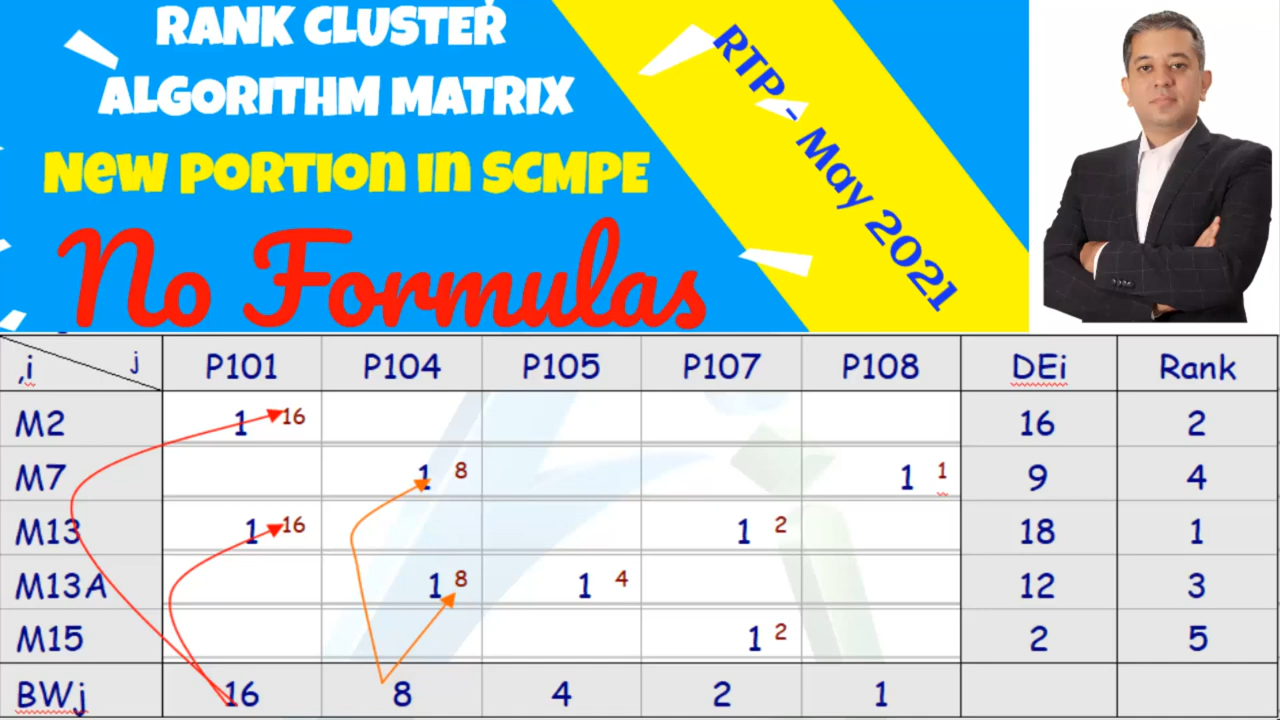 RANK CLUSTER
ALGORITHM MATRIX
New PORTION in SCMPE
No Formulas
RTP - May 2021
,i j P101 P104 P105 P107 P108 DEi Rank
M2 1 16 16 2
M7 1 8 1 1 9 4
M13 1 16 1 2 18 1
M13A 1 8 1 4 12 3
M15 1 2 2 5
BWj 16 8 4 2 1